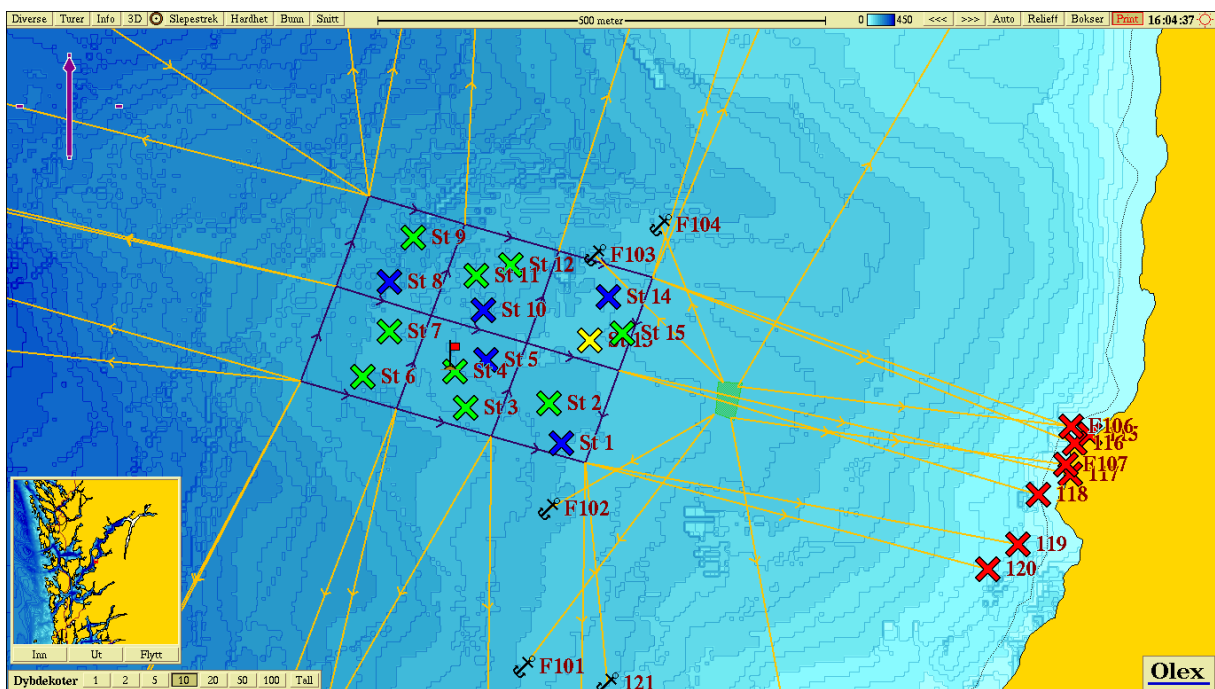 Diverse Turer Info 3D Slepestrek Hardhet Bunn Snitt 500 meter 0 450 <<< >>> Auto Relieff Bokser Print 16:04:37
F104
St 9
F103
St 12
St 11
St 8
St 14
St 10
St 7
St 15
St 13
St 5
St 4
St 6
St 2
St 3
F106
St 1
116
F107
117
118
F102
119
120
Inn Ut Flytt
F101
121
Dybdekoter 1 2 5 10 20 50 100 Tall
Olex